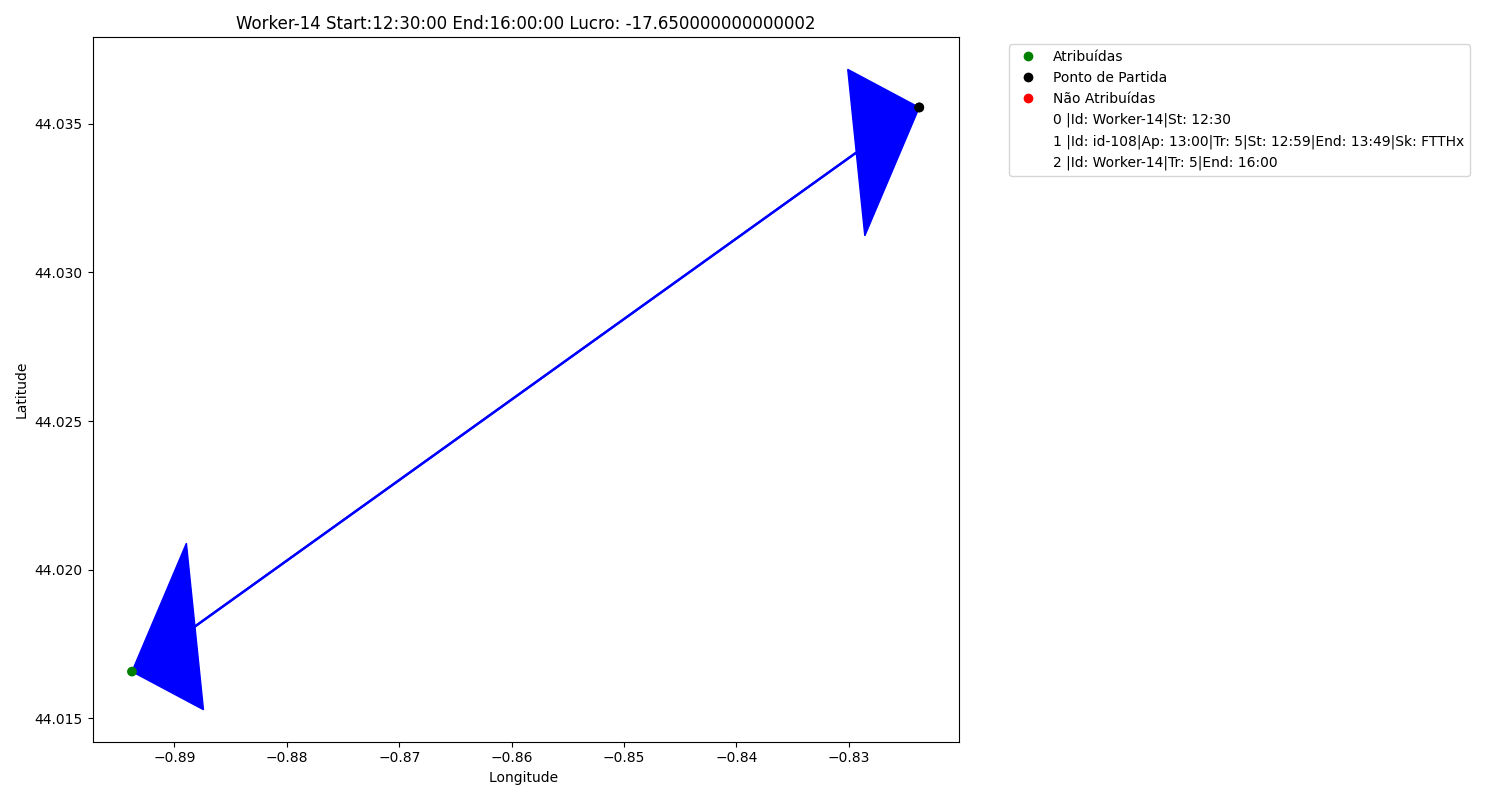 Worker-14 Start:12:30:00 End:16:00:00 Lucro: -17.650000000000002
Atribuídas
Ponto de Partida
Não Atribuídas
0 |Id: Worker-14|St: 12:30
1 |Id: id-108|Ap: 13:00|Tr: 5|St: 12:59|End: 13:49|Sk: FTTHx
2 |Id: Worker-14|Tr: 5|End: 16:00
Latitude
44.035
44.030
44.025
44.020
44.015
−0.89 −0.88 −0.87 −0.86 −0.85 −0.84 −0.83
Longitude